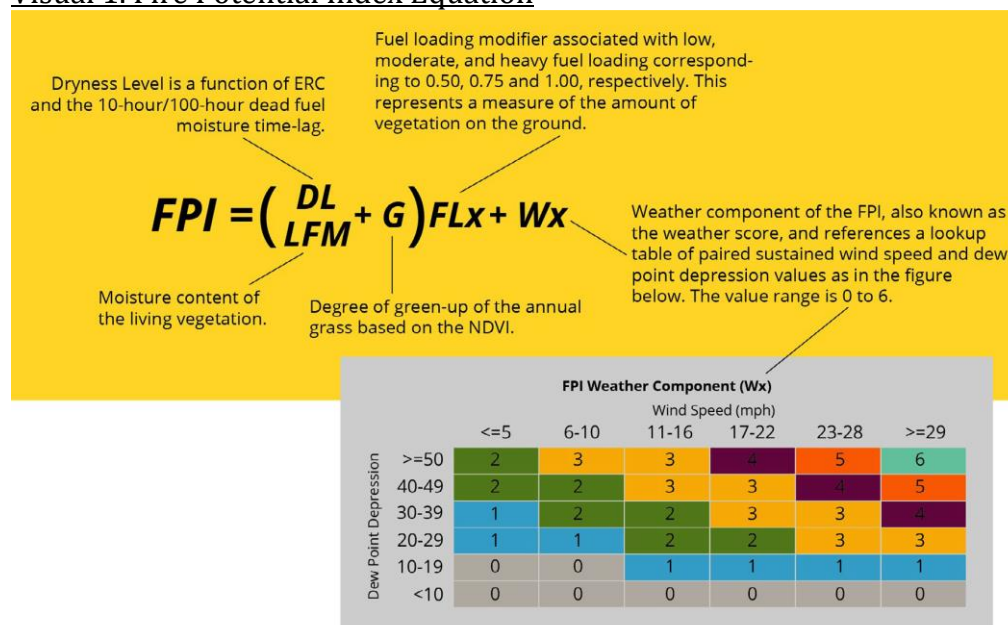 Visual 1: Fire Potential Index Equation
Fuel loading modifier associated with low,
moderate, and heavy fuel loading correspond-
ing to 0.50, 0.75 and 1.00, respectively. This
represents a measure of the amount of
vegetation on the ground.
Dryness Level is a function of ERC
and the 10-hour/100-hour dead fuel
moisture time-lag.
FPI = ( DL
LFM + G ) FLx + Wx
Weather component of the FPI, also known as
the weather score, and references a lookup
table of paired sustained wind speed and dew
point depression values as in the figure
below. The value range is 0 to 6.
Moisture content of
the living vegetation.
Degree of green-up of the annual
grass based on the NDVI.
FPI Weather Component (Wx)
Wind Speed (mph)
<=5 6-10 11-16 17-22 23-28 >=29
Dew Point Depression
>=50 2 3 3 4 5 6
40-49 2 2 3 3 4 5
30-39 1 2 2 3 3 4
20-29 1 1 2 2 3 3
10-19 0 0 1 1 1 1
<10 0 0 0 0 0 0